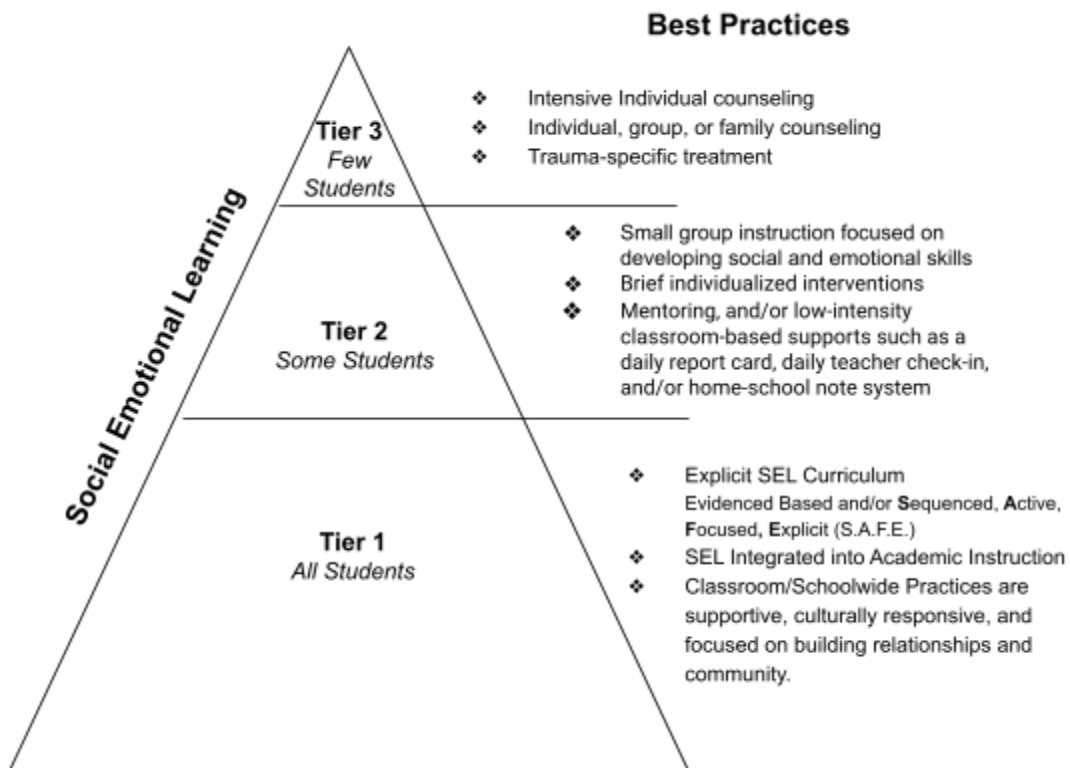 Best Practices
Social Emotional Learning
Tier 3
Few
Students
❖ Intensive Individual counseling
❖ Individual, group, or family counseling
❖ Trauma-specific treatment
Tier 2
Some Students
❖ Small group instruction focused on
developing social and emotional skills
❖ Brief individualized interventions
❖ Mentoring, and/or low-intensity
classroom-based supports such as a
daily report card, daily teacher check-in,
and/or home-school note system
Tier 1
All Students
❖ Explicit SEL Curriculum
Evidenced Based and/or Sequenced, Active,
Focused, Explicit (S.A.F.E.)
❖ SEL Integrated into Academic Instruction
❖ Classroom/Schoolwide Practices are
supportive, culturally responsive, and
focused on building relationships and
community.